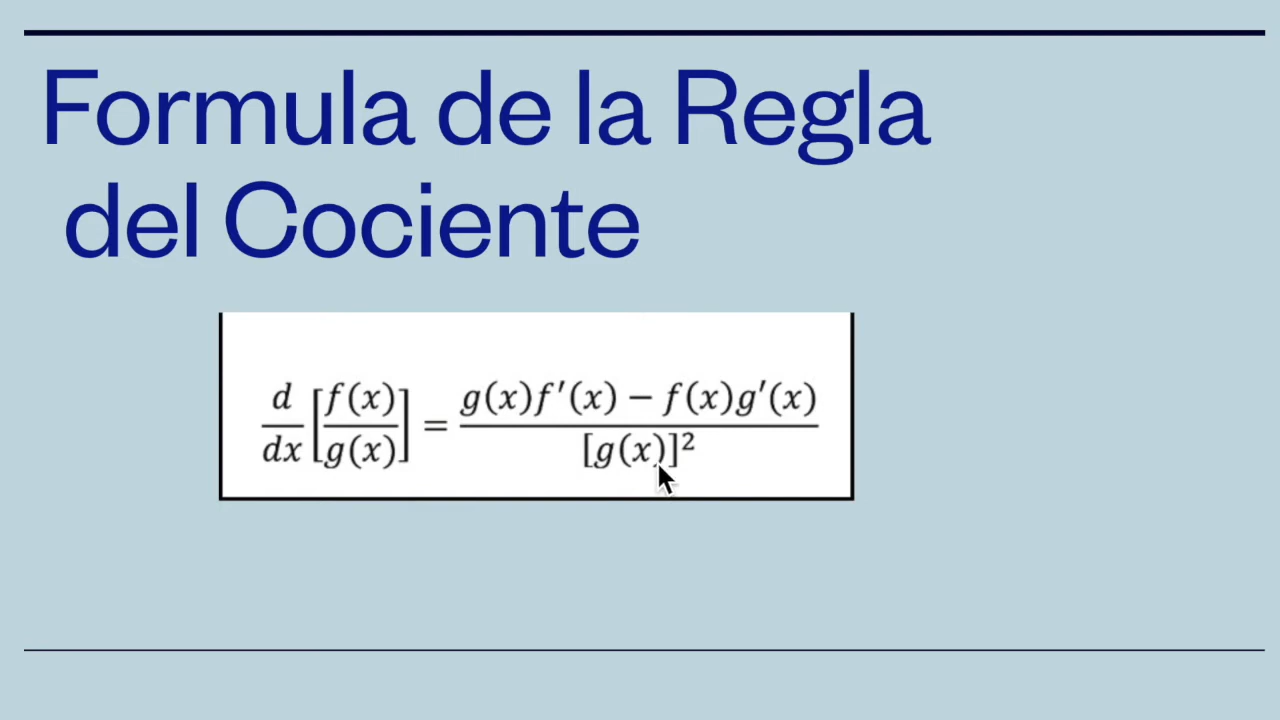 Formula de la Regla
del Cociente
d/dx [f(x)/g(x)] = g(x)f′(x) − f(x)g′(x) / [g(x)]²